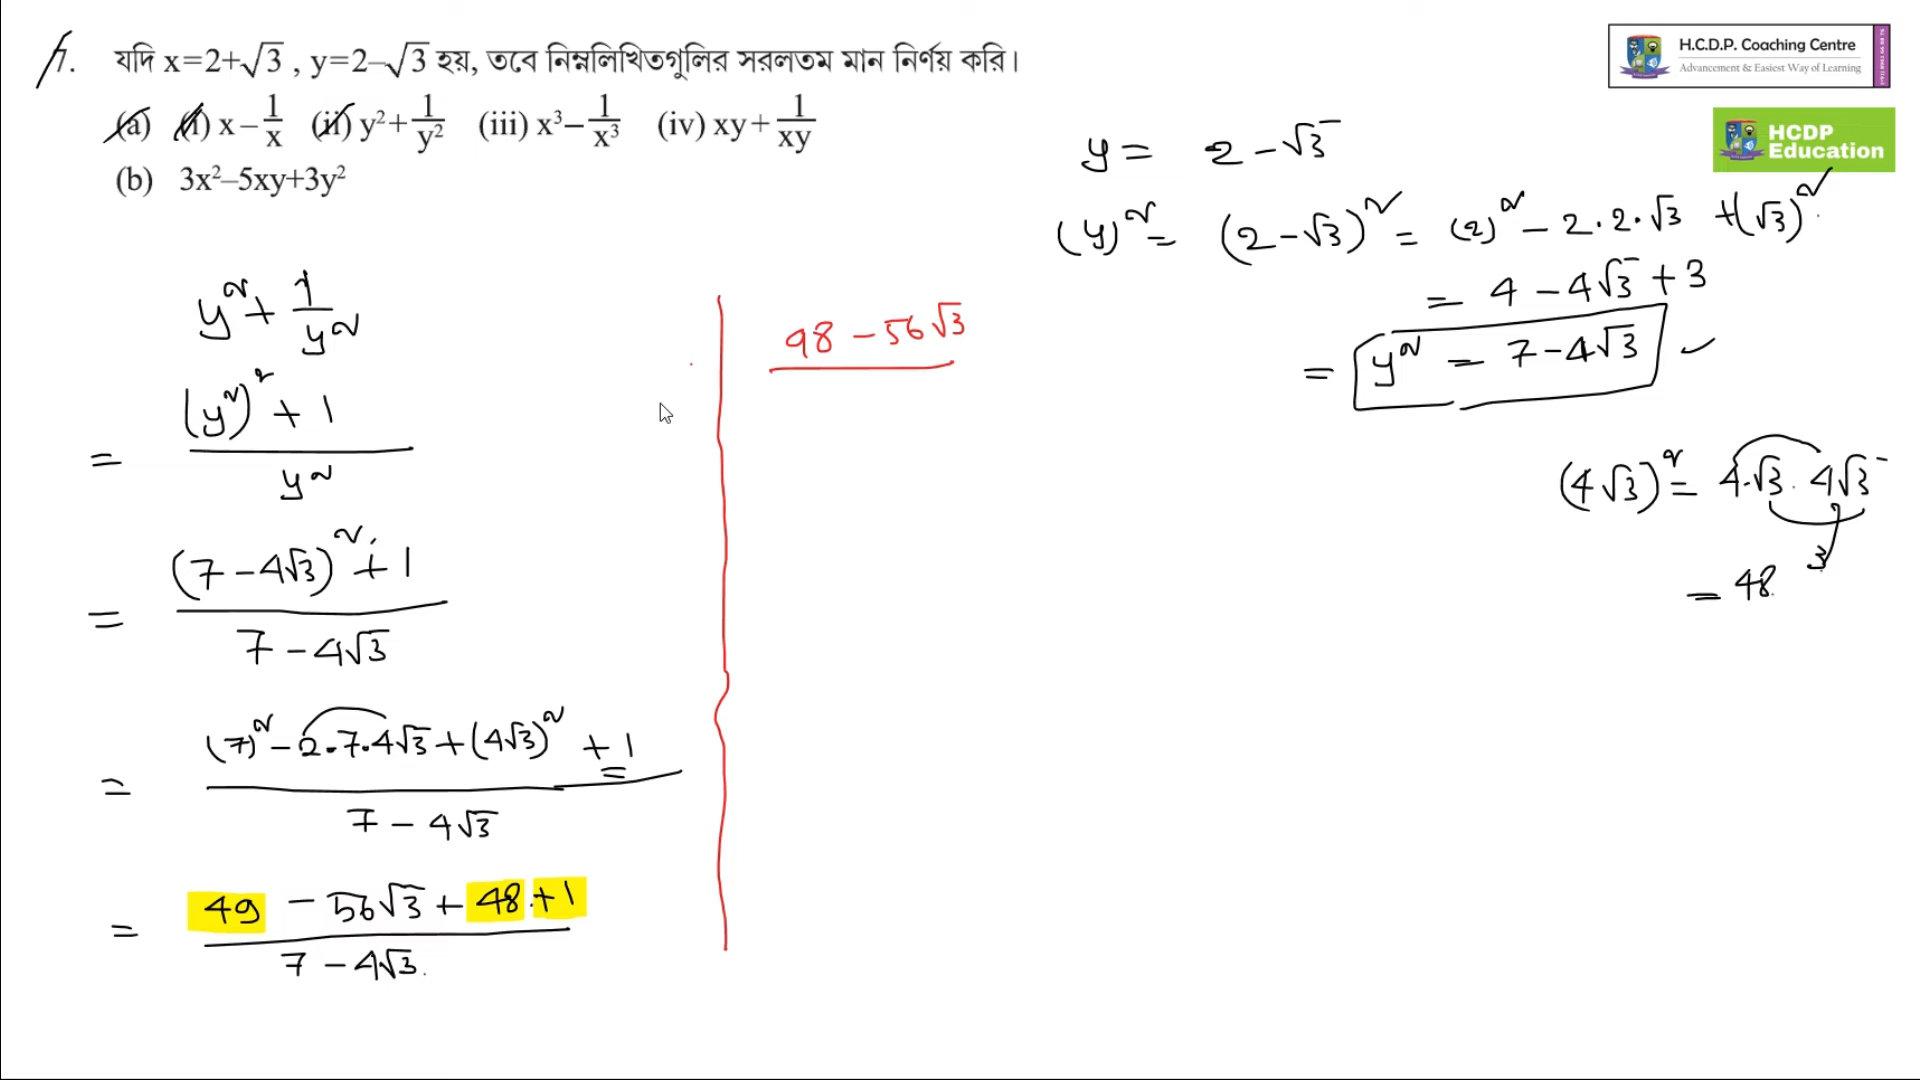 7. যদি x=2+√3 , y=2–√3 হয়, তবে নিম্নলিখিতগুলির সরলতম মান নির্ণয় করি।
(a) (i) x – 1/x (ii) y² + 1/y² (iii) x³ – 1/x³ (iv) xy + 1/xy
(b) 3x²–5xy+3y²
H.C.D.P. Coaching Centre
Advancement & Easiest Way of Learning
HCDP
Education
y² + 1/y²
= ((y²)² + 1)/y²
= ((7 – 4√3)² + 1)/(7 – 4√3)
= ((7)² – 2·7·4√3 + (4√3)² + 1)/(7 – 4√3)
= (49 – 56√3 + 48 + 1)/(7 – 4√3)
98 – 56√3
y = 2 – √3
(y)² = (2 – √3)² = (2)² – 2·2·√3 + (√3)²
= 4 – 4√3 + 3
= y² = 7 – 4√3
(4√3)² = 4·√3·4√3
3
= 48